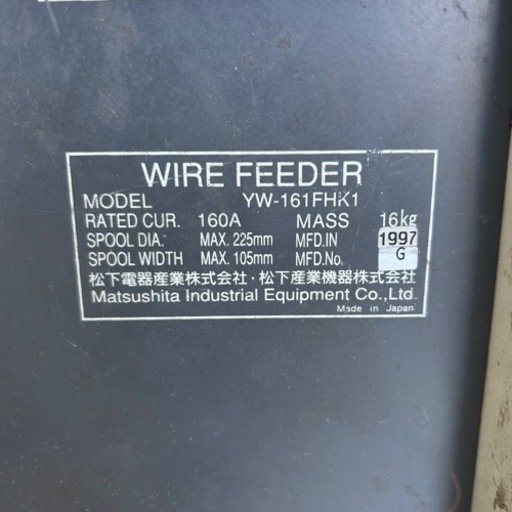 WIRE FEEDER
MODEL YW-161FHK1
RATED CUR. 160A MASS 16kg
SPOOL DIA. MAX. 225mm MFD.IN 1997
SPOOL WIDTH MAX. 105mm MFD.No. G
松下電器産業株式会社・松下産業機器株式会社
Matsushita Industrial Equipment Co.,Ltd.
Made in Japan